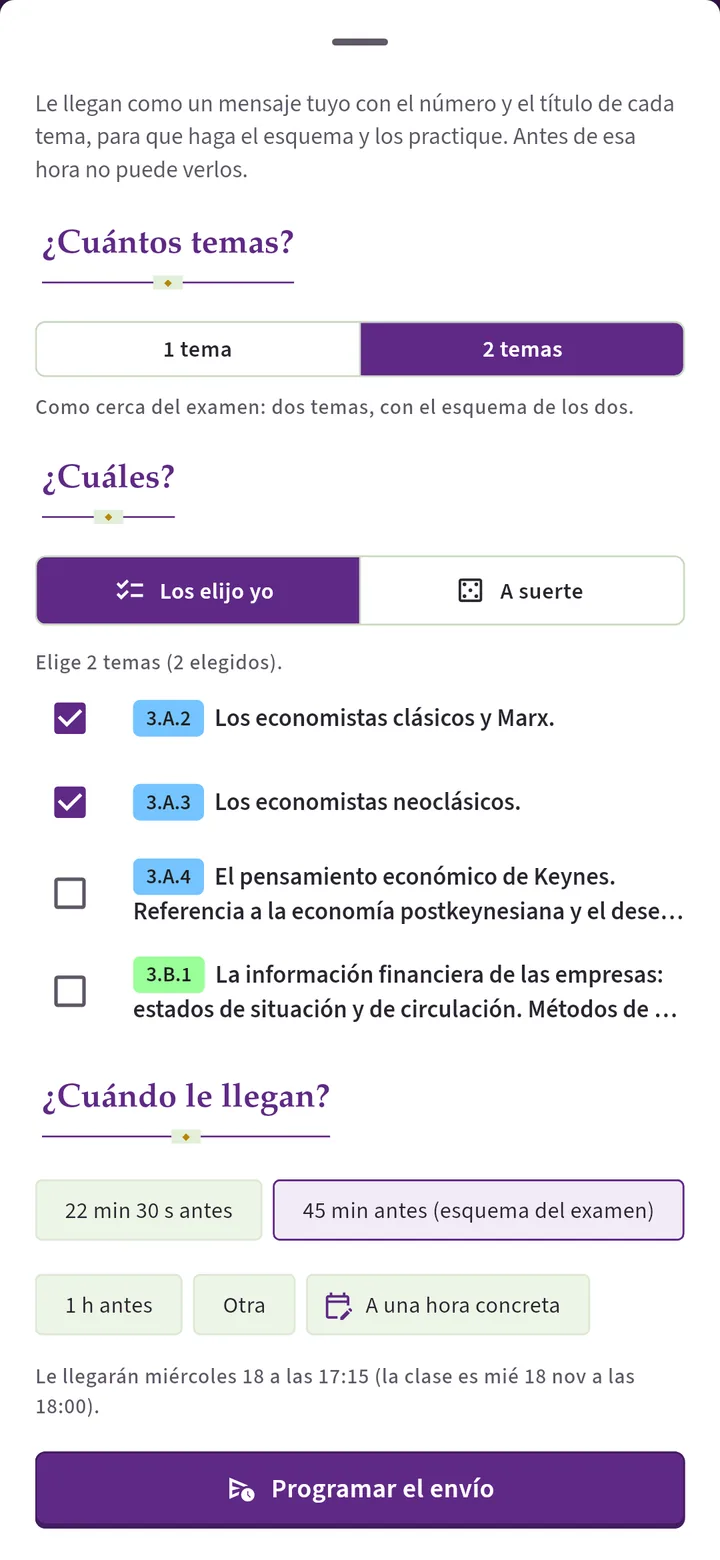 Le llegan como un mensaje tuyo con el número y el título de cada
tema, para que haga el esquema y los practique. Antes de esa
hora no puede verlos.
¿Cuántos temas?
1 tema
2 temas
Como cerca del examen: dos temas, con el esquema de los dos.
¿Cuáles?
Los elijo yo
A suerte
Elige 2 temas (2 elegidos).
3.A.2 Los economistas clásicos y Marx.
3.A.3 Los economistas neoclásicos.
3.A.4 El pensamiento económico de Keynes.
Referencia a la economía postkeynesiana y el dese…
3.B.1 La información financiera de las empresas:
estados de situación y de circulación. Métodos de …
¿Cuándo le llegan?
22 min 30 s antes
45 min antes (esquema del examen)
1 h antes
Otra
A una hora concreta
Le llegarán miércoles 18 a las 17:15 (la clase es mié 18 nov a las
18:00).
Programar el envío